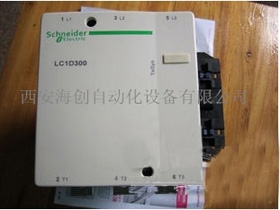 1 L1 3 L2 5 L3
Schneider
Electric
LC1D300
TeSys
西安海创自动化设备有限公司
2 T1 4 T2 6 T3